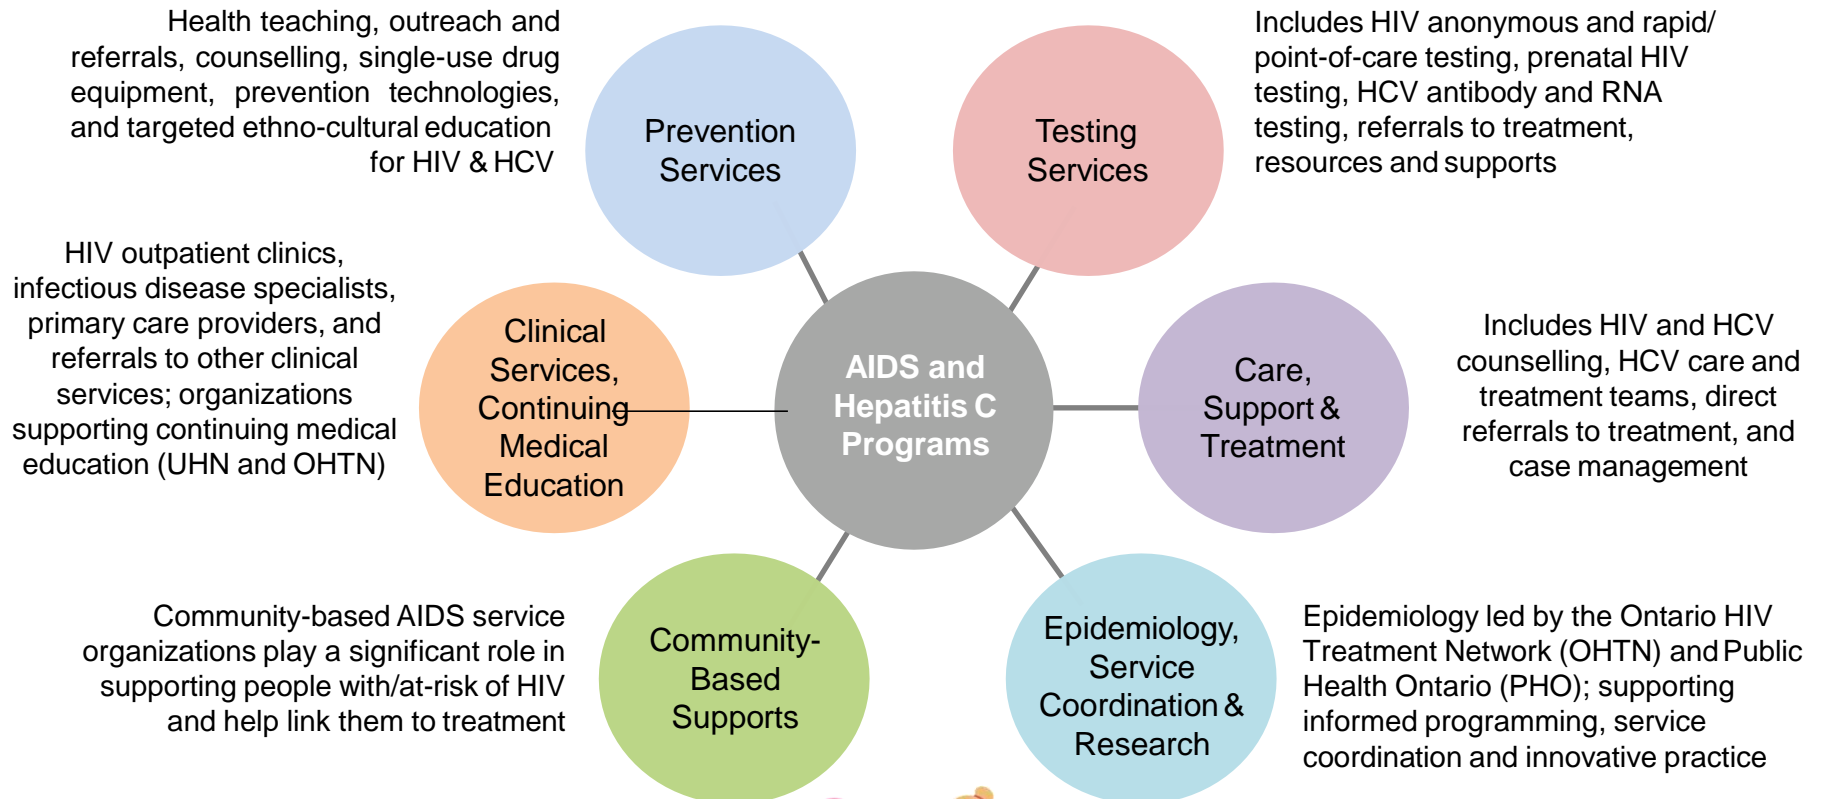 Health teaching, outreach and
referrals, counselling, single-use drug
equipment, prevention technologies,
and targeted ethno-cultural education
for HIV & HCV
Prevention
Services
Testing
Services
Includes HIV anonymous and rapid/
point-of-care testing, prenatal HIV
testing, HCV antibody and RNA
testing, referrals to treatment,
resources and supports
HIV outpatient clinics,
infectious disease specialists,
primary care providers, and
referrals to other clinical
services; organizations
supporting continuing medical
education (UHN and OHTN)
Clinical
Services,
Continuing
Medical
Education
AIDS and
Hepatitis C
Programs
Care,
Support &
Treatment
Includes HIV and HCV
counselling, HCV care and
treatment teams, direct
referrals to treatment, and
case management
Community-based AIDS service
organizations play a significant role in
supporting people with/at-risk of HIV
and help link them to treatment
Community-
Based
Supports
Epidemiology,
Service
Coordination &
Research
Epidemiology led by the Ontario HIV
Treatment Network (OHTN) and Public
Health Ontario (PHO); supporting
informed programming, service
coordination and innovative practice